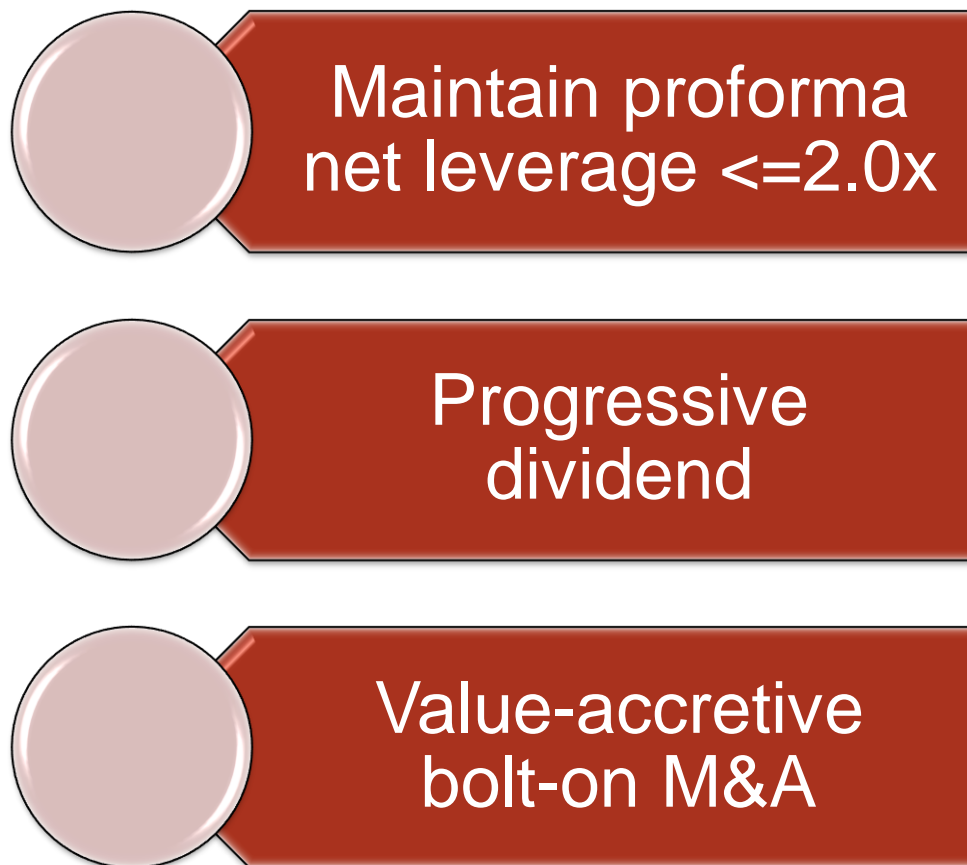 Maintain proforma
net leverage <=2.0x
Progressive
dividend
Value-accretive
bolt-on M&A